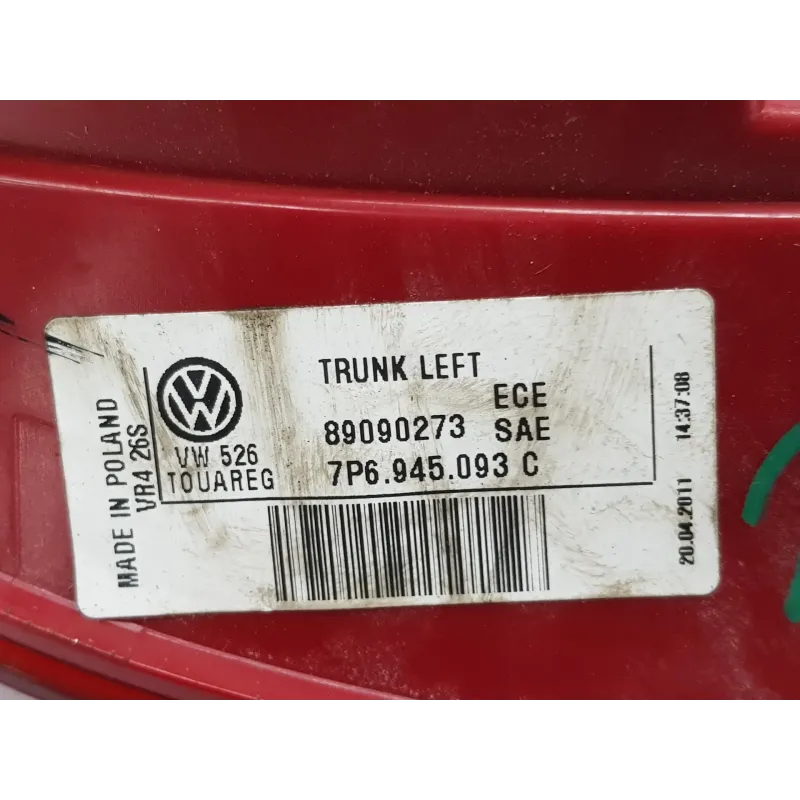 MADE IN POLAND
VR4 26S
VW 526
TOUAREG
TRUNK LEFT
ECE
89090273 SAE
7P6.945.093 C
20.04.2011 14:37:08